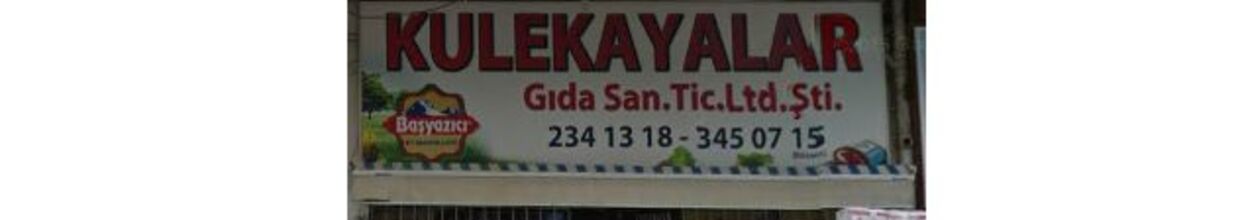 KULEKAYALAR
Gıda San.Tic.Ltd.Şti.
Başyazıcı
234 13 18 - 345 07 15